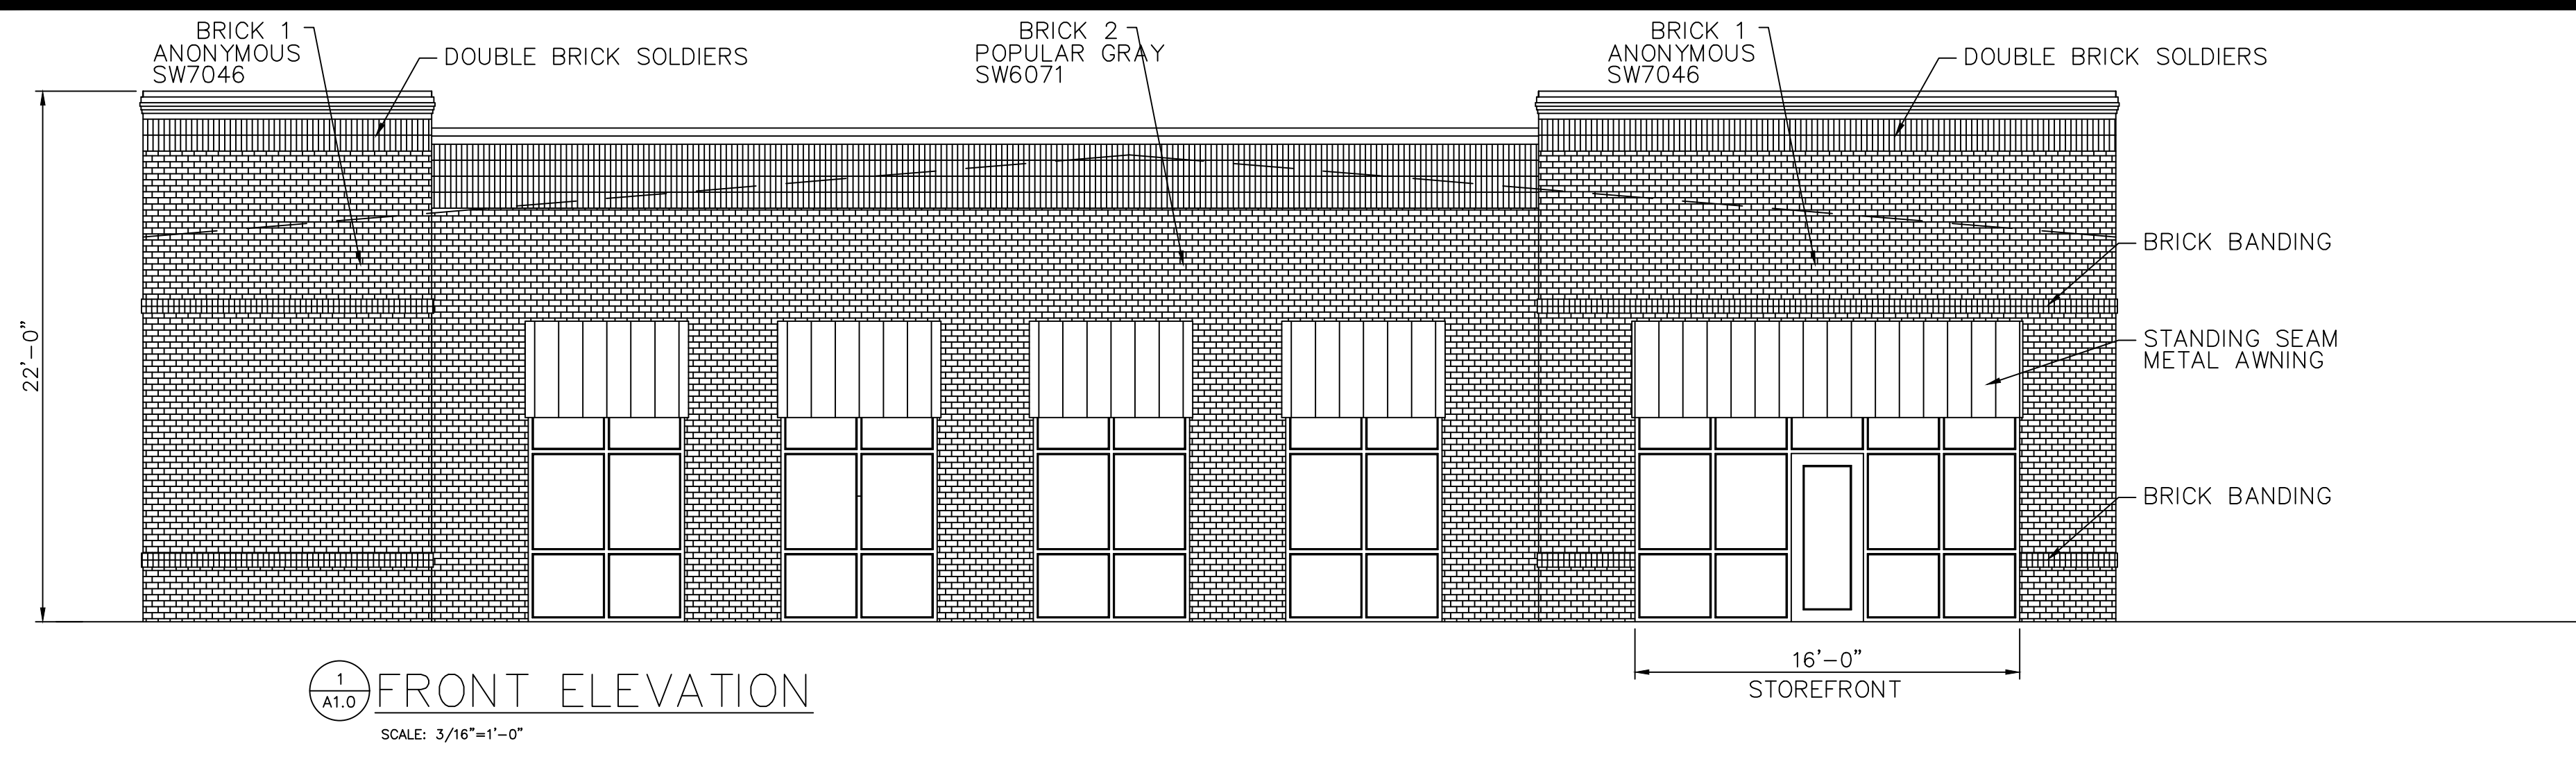 BRICK 1
ANONYMOUS
SW7046
DOUBLE BRICK SOLDIERS
BRICK 2
POPULAR GRAY
SW6071
BRICK 1
ANONYMOUS
SW7046
DOUBLE BRICK SOLDIERS
BRICK BANDING
STANDING SEAM
METAL AWNING
BRICK BANDING
22'-0"
16'-0"
STOREFRONT
1
A1.0
FRONT ELEVATION
SCALE: 3/16"=1'-0"